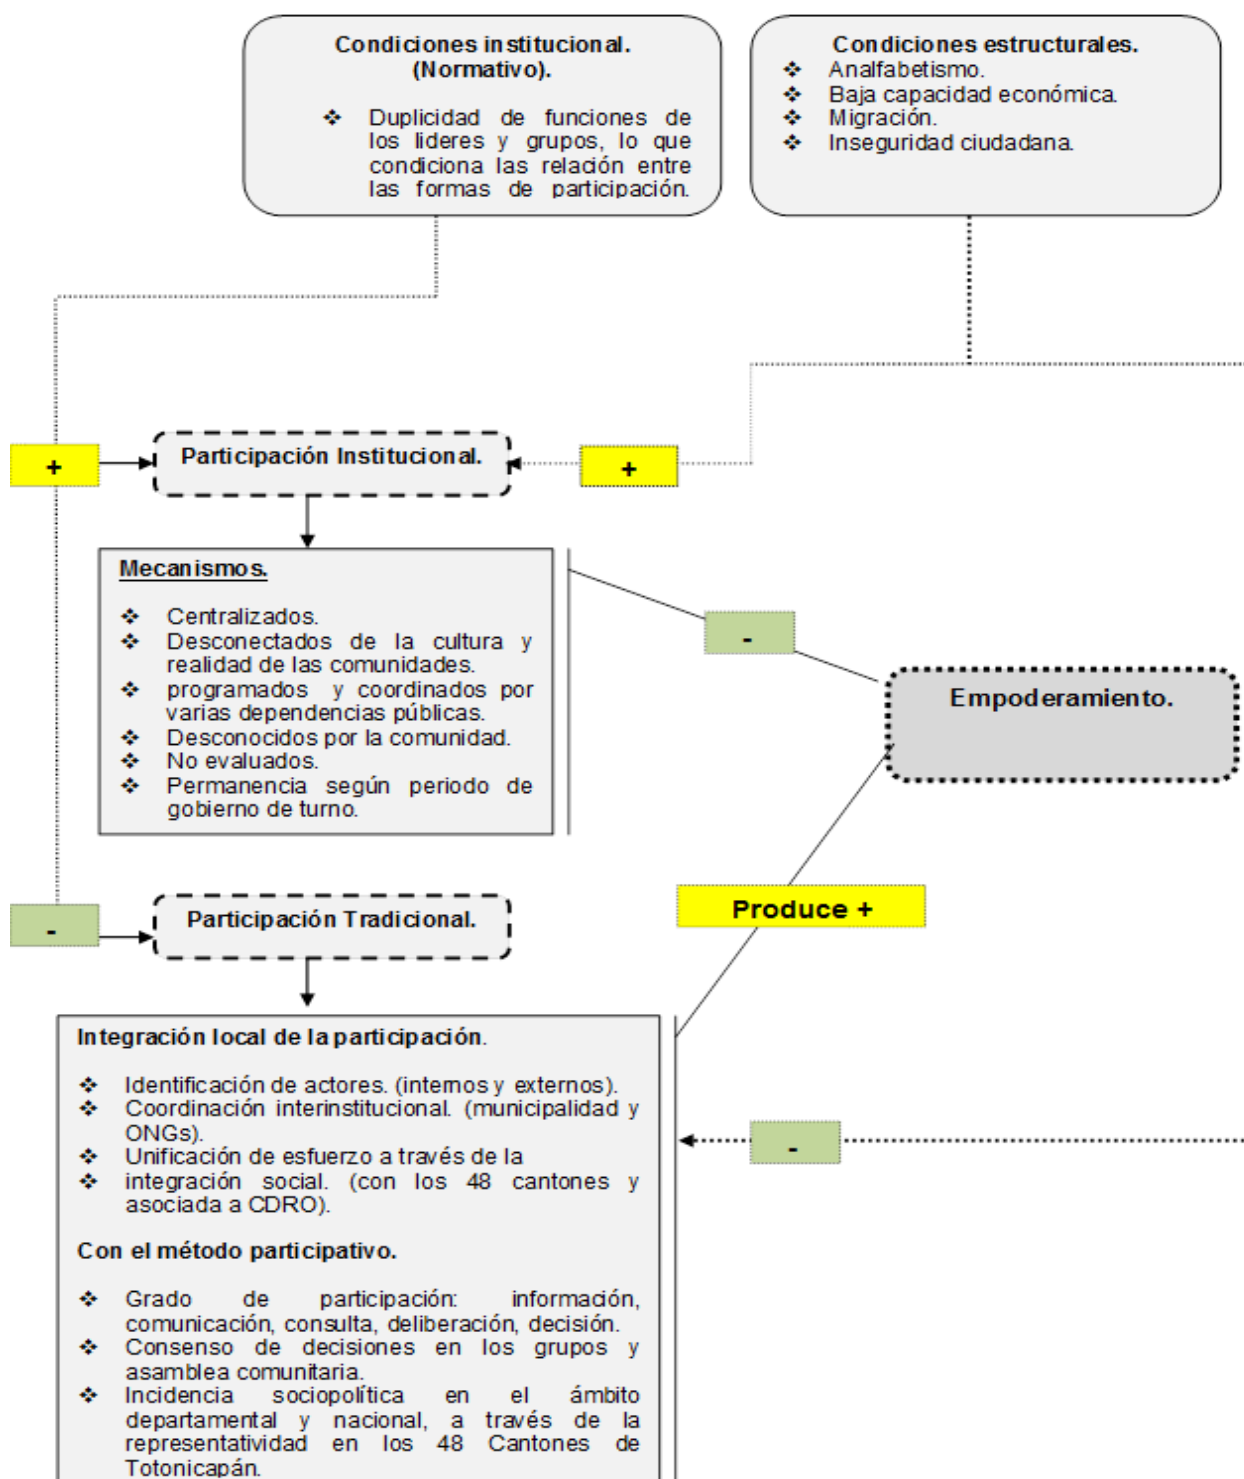 Condiciones institucional.
(Normativo).
❖ Duplicidad de funciones de
los lideres y grupos, lo que
condiciona las relación entre
las formas de participación.
Condiciones estructurales.
❖ Analfabetismo.
❖ Baja capacidad económica.
❖ Migración.
❖ Inseguridad ciudadana.
+
Participación Institucional.
+
Mecanismos.
❖ Centralizados.
❖ Desconectados de la cultura y
realidad de las comunidades.
❖ programados y coordinados por
varias dependencias públicas.
❖ Desconocidos por la comunidad.
❖ No evaluados.
❖ Permanencia según periodo de
gobierno de turno.
-
Empoderamiento.
Produce +
-
Participación Tradicional.
Integración local de la participación.
❖ Identificación de actores. (internos y externos).
❖ Coordinación interinstitucional. (municipalidad y
ONGs).
❖ Unificación de esfuerzo a través de la
❖ integración social. (con los 48 cantones y
asociada a CDRO).
Con el método participativo.
❖ Grado de participación: información,
comunicación, consulta, deliberación, decisión.
❖ Consenso de decisiones en los grupos y
asamblea comunitaria.
❖ Incidencia sociopolítica en el ámbito
departamental y nacional, a través de la
representatividad en los 48 Cantones de
Totonicapán.
-